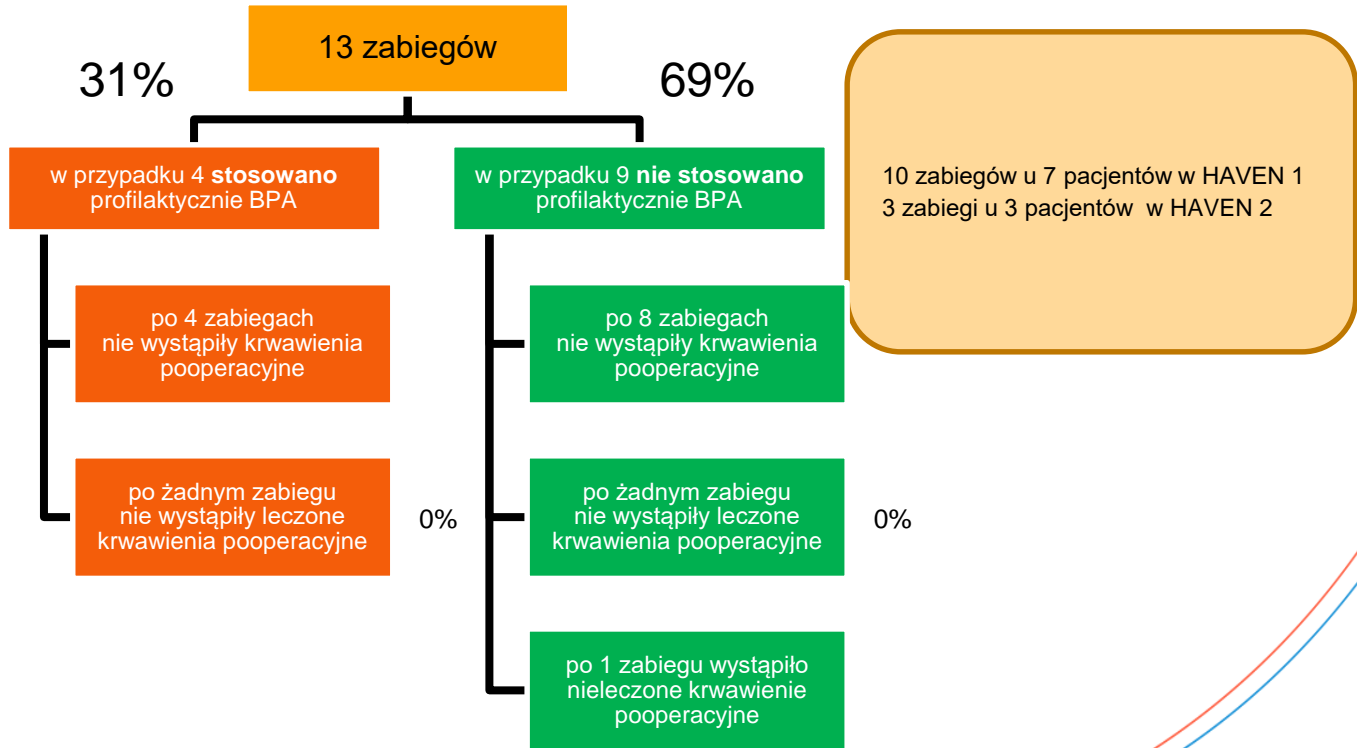 13 zabiegów
31%
69%
w przypadku 4 stosowano
profilaktycznie BPA
w przypadku 9 nie stosowano
profilaktycznie BPA
10 zabiegów u 7 pacjentów w HAVEN 1
3 zabiegi u 3 pacjentów w HAVEN 2
po 4 zabiegach
nie wystąpiły krwawienia
pooperacyjne
po 8 zabiegach
nie wystąpiły krwawienia
pooperacyjne
po żadnym zabiegu
nie wystąpiły leczone
krwawienia pooperacyjne
0%
po żadnym zabiegu
nie wystąpiły leczone
krwawienia pooperacyjne
0%
po 1 zabiegu wystąpiło
nieleczone krwawienie
pooperacyjne